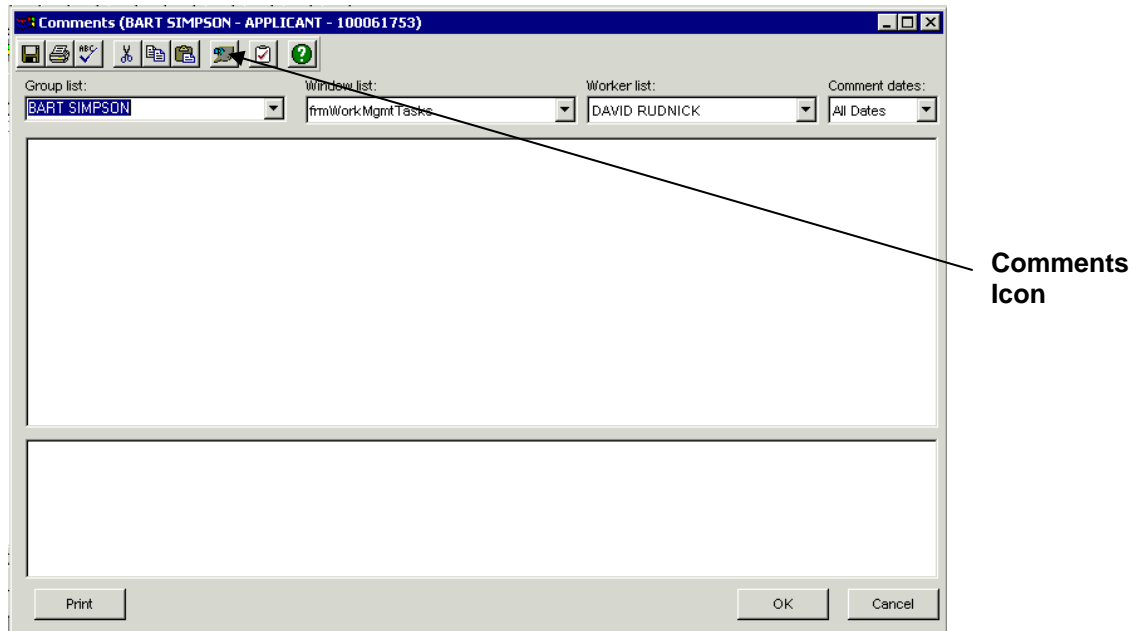 Comments (BART SIMPSON - APPLICANT - 100061753)
ABC
Group list: Window list: Worker list: Comment dates:
BART SIMPSON frmWorkMgmtTasks DAVID RUDNICK All Dates
Comments
Icon
Print OK Cancel